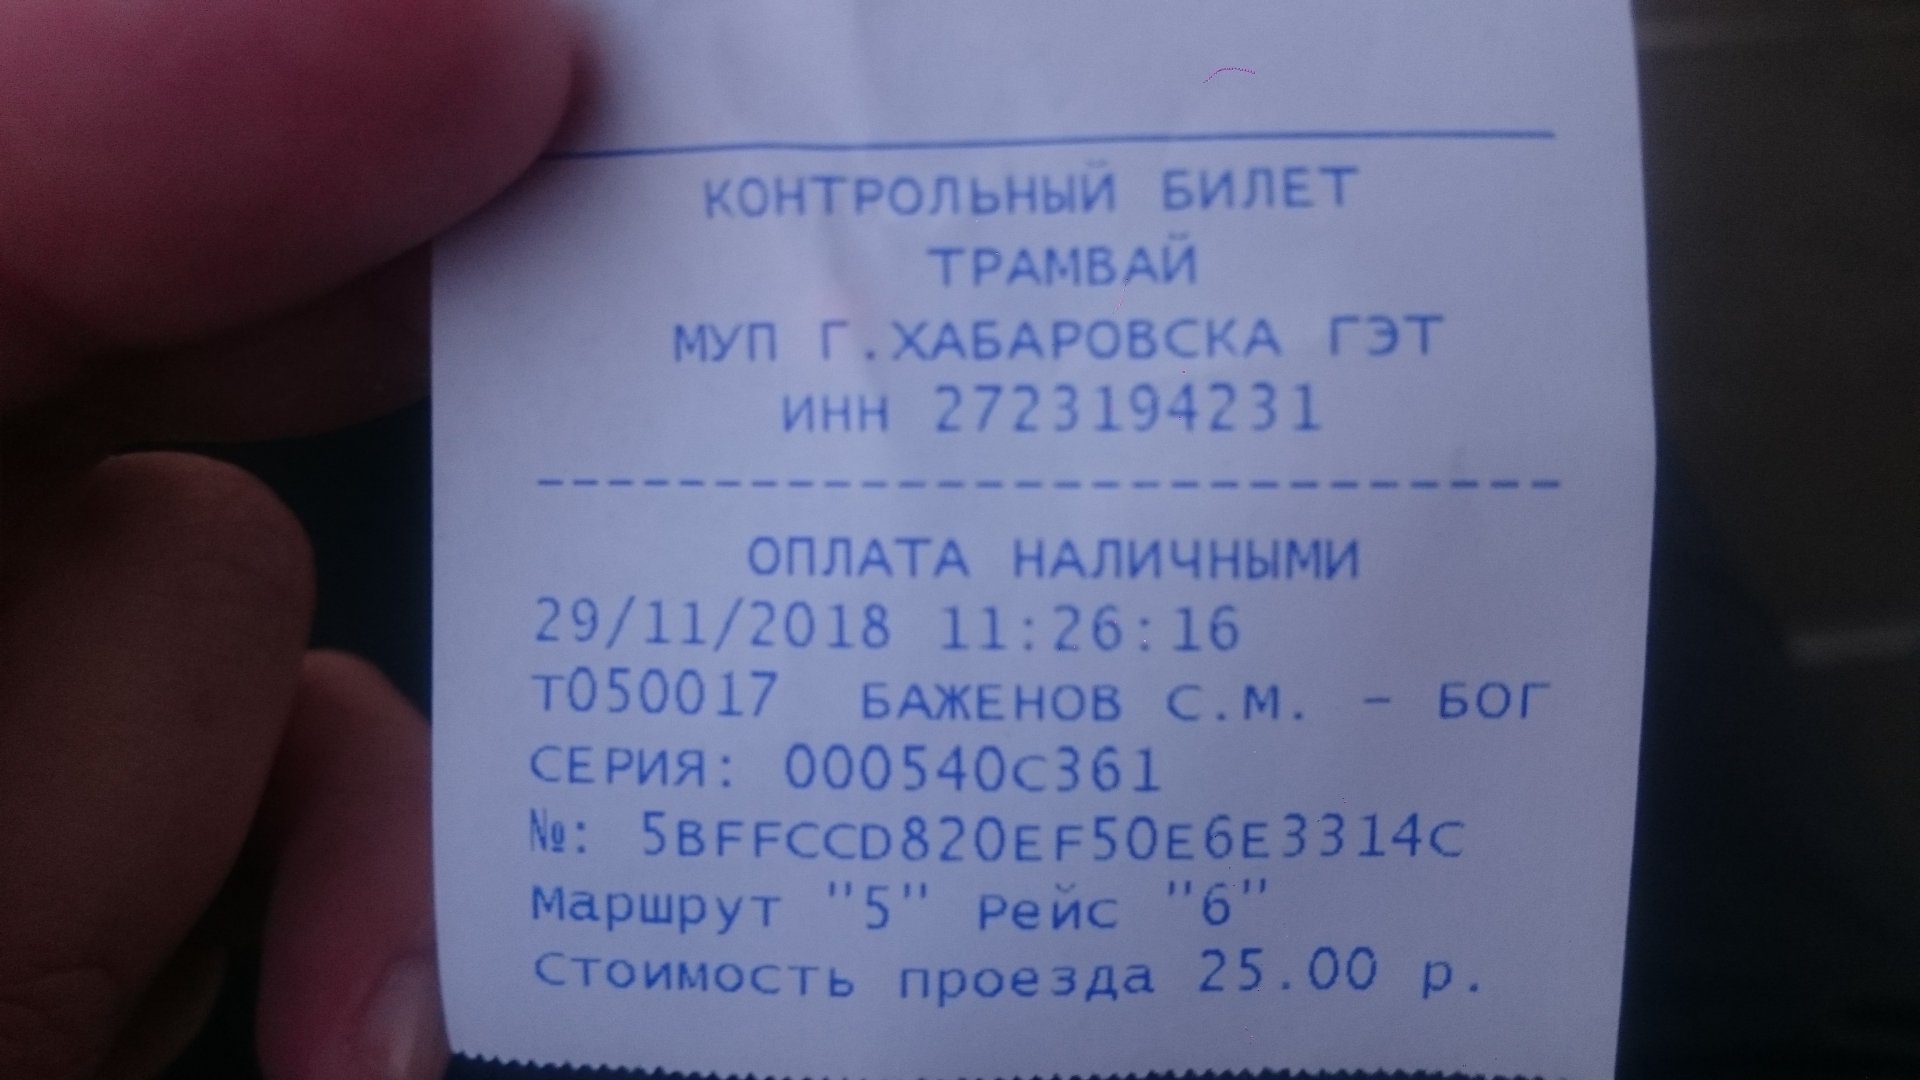 КОНТРОЛЬНЫЙ БИЛЕТ
ТРАМВАЙ
МУП Г.ХАБАРОВСКА ГЭТ
ИНН 2723194231
ОПЛАТА НАЛИЧНЫМИ
29/11/2018 11:26:16
Т050017 БАЖЕНОВ С.М. - БОГ
СЕРИЯ: 000540C361
№: 5BFFCCD820EF50E6E3314C
Маршрут "5" Рейс "6"
Стоимость проезда 25.00 р.